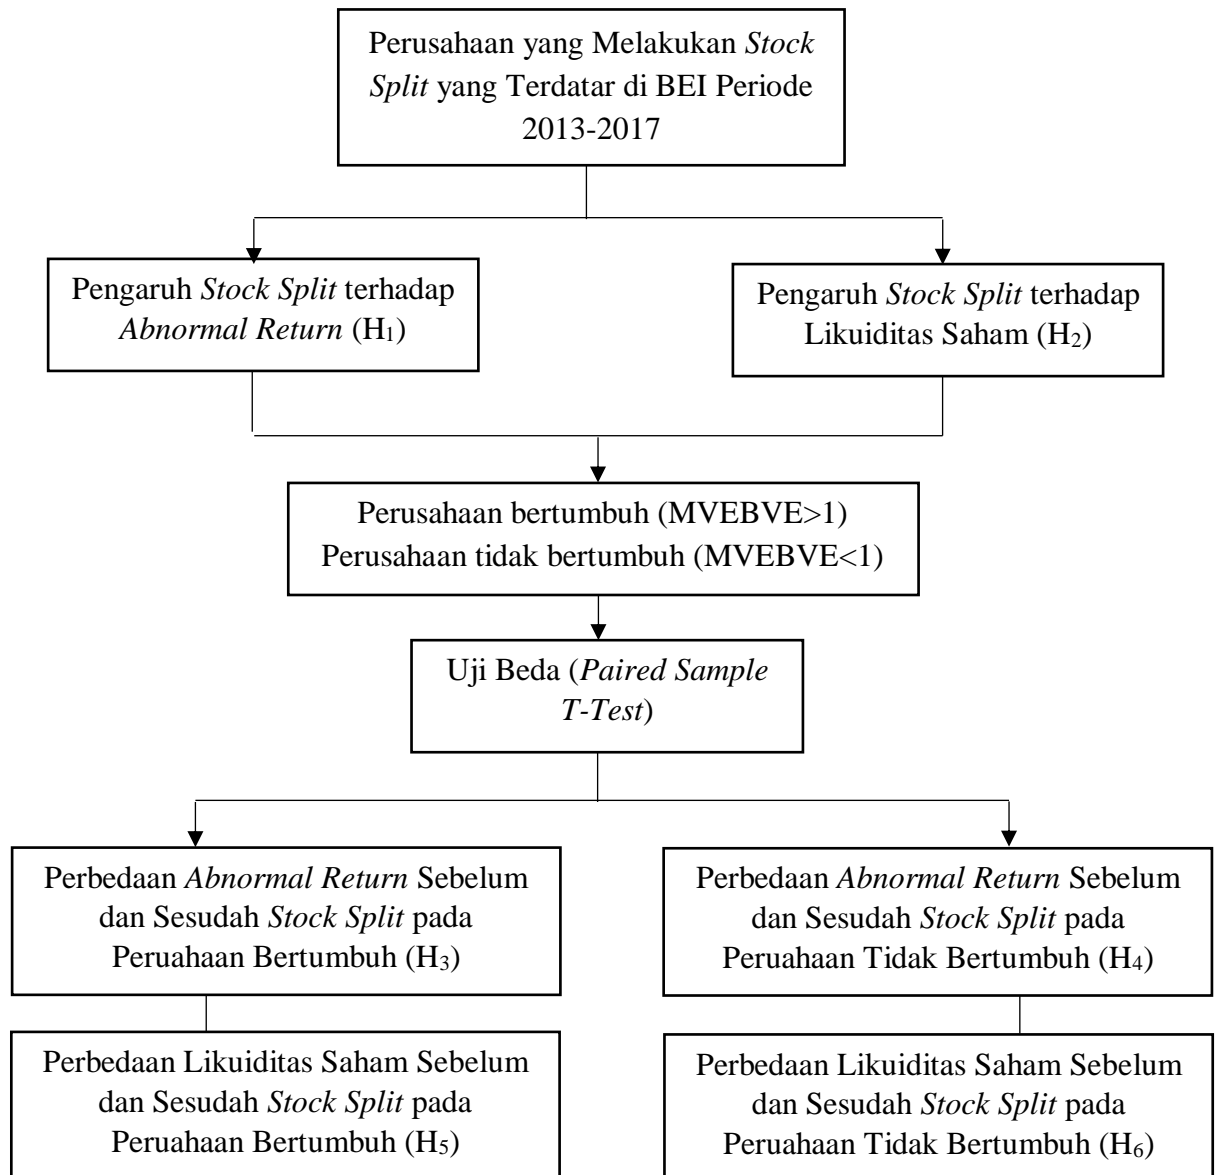 Perusahaan yang Melakukan Stock
Split yang Terdatar di BEI Periode
2013-2017
Pengaruh Stock Split terhadap
Abnormal Return (H₁)
Pengaruh Stock Split terhadap
Likuiditas Saham (H₂)
Perusahaan bertumbuh (MVEBVE>1)
Perusahaan tidak bertumbuh (MVEBVE<1)
Uji Beda (Paired Sample
T-Test)
Perbedaan Abnormal Return Sebelum
dan Sesudah Stock Split pada
Peruahaan Bertumbuh (H₃)
Perbedaan Abnormal Return Sebelum
dan Sesudah Stock Split pada
Peruahaan Tidak Bertumbuh (H₄)
Perbedaan Likuiditas Saham Sebelum
dan Sesudah Stock Split pada
Peruahaan Bertumbuh (H₅)
Perbedaan Likuiditas Saham Sebelum
dan Sesudah Stock Split pada
Peruahaan Tidak Bertumbuh (H₆)